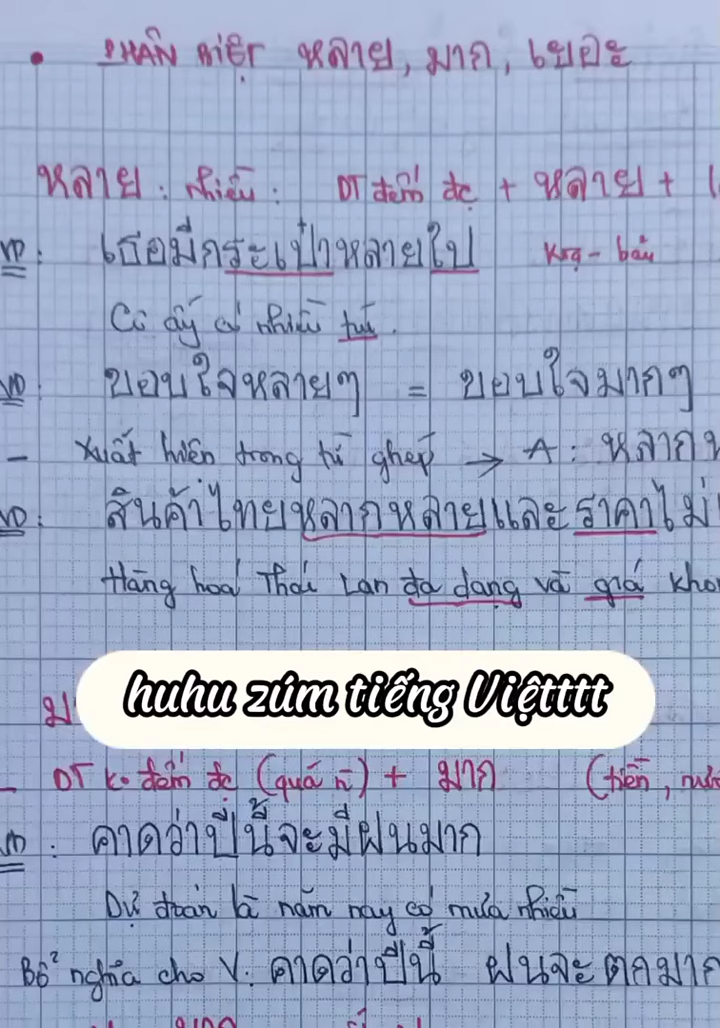 • PHÂN BIỆT หลาย, มาก, เยอะ
หลาย : nhiều : DT đếm đc + หลาย + (
VD : เธอมีกระเป๋าหลายใบ krạ - bảu
Cô ấy có nhiều túi.
VD : ขอบใจหลายๆ = ขอบใจมากๆ
- Xuất hiện trong từ ghép → A : หลาก
VD : สินค้าไทยหลากหลายและราคาไม่
Hàng hoá Thái Lan đa dạng và giá
huhu zúm tiếng Việtttt
- DT k đếm đc (quá ñ) + มาก (tiền,
VD : คาดว่าปีนี้จะมีฝนมาก
Dự đoán là năm nay có mưa nhiều
Bổ nghĩa cho V. คาดว่าปีนี้ ฝนจะตกมาก